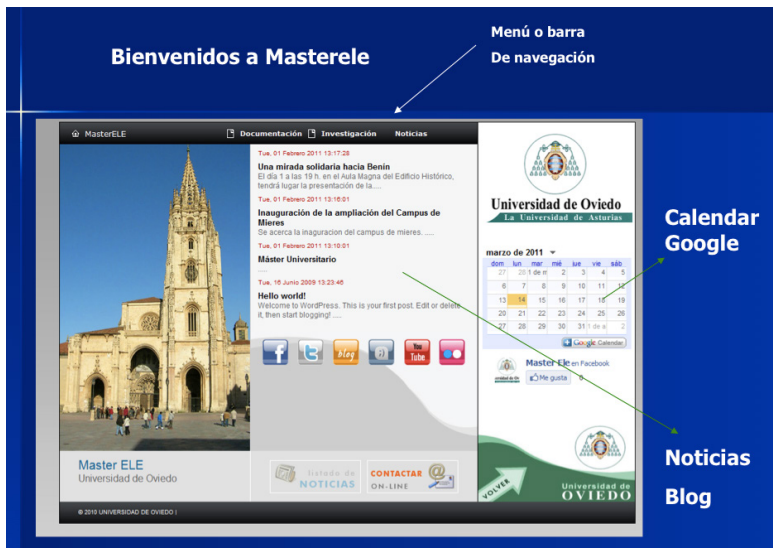 Bienvenidos a Masterele
Menú o barra
De navegación
MasterELE
Documentación
Investigación
Noticias
Tue, 01 Febrero 2011 13:17:28
Una mirada solidaria hacia Benín
El día 1 a las 19 h. en el Aula Magna del Edificio Histórico,
tendrá lugar la presentación de la.....
Tue, 01 Febrero 2011 13:16:01
Inauguración de la ampliación del Campus de
Mieres
Se acerca la inaguracion del campus de mieres. .....
Tue, 01 Febrero 2011 13:10:01
Máster Universitario
.....
Tue, 16 Junio 2009 13:23:46
Hello world!
Welcome to WordPress. This is your first post. Edit or delete
it, then start blogging! .....
blog
@
You
Tube
Universidad de Oviedo
La Universidad de Asturias
Calendar
Google
marzo de 2011
dom lun mar mié jue vie sáb
27 28 1 de m 2 3 4 5
6 7 8 9 10 11 12
13 14 15 16 17 18 19
20 21 22 23 24 25 26
27 28 29 30 31 1 de a 2
Google Calendar
Master Ele en Facebook
Me gusta 0
Master ELE
Universidad de Oviedo
listado de
NOTICIAS
CONTACTAR
ON-LINE
VOLVER
Universidad de
OVIEDO
Noticias
Blog
© 2010 UNIVERSIDAD DE OVIEDO |